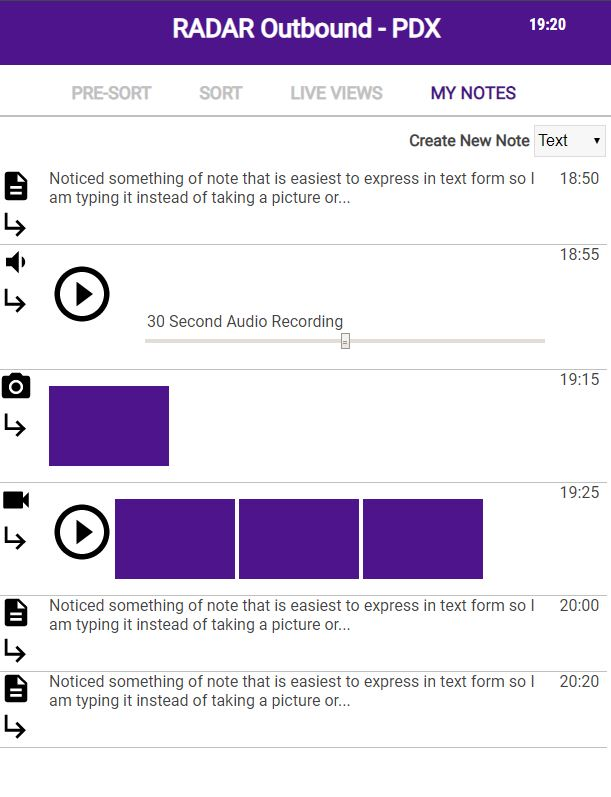 RADAR Outbound - PDX
19:20
PRE-SORT SORT LIVE VIEWS MY NOTES
Create New Note Text
Noticed something of note that is easiest to express in text form so I
am typing it instead of taking a picture or...
18:50
18:55
30 Second Audio Recording
19:15
19:25
Noticed something of note that is easiest to express in text form so I
am typing it instead of taking a picture or...
20:00
Noticed something of note that is easiest to express in text form so I
am typing it instead of taking a picture or...
20:20